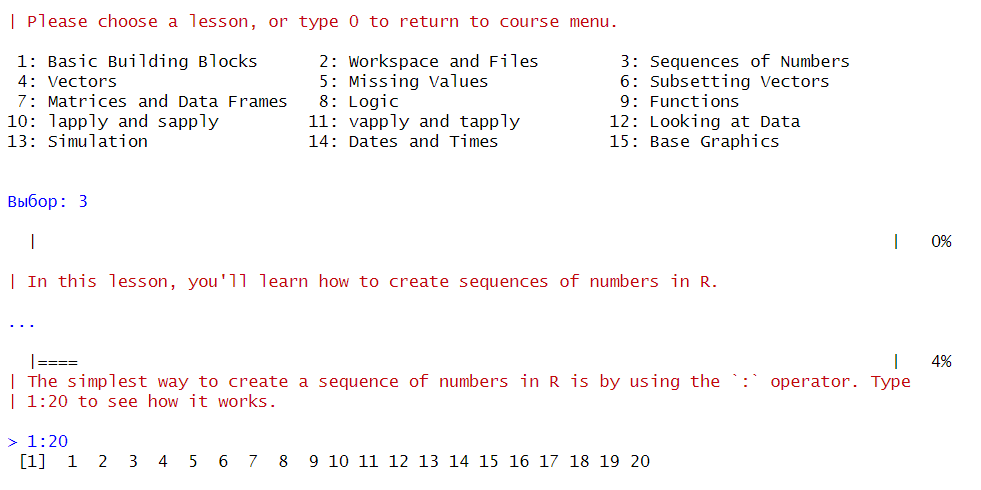 | Please choose a lesson, or type 0 to return to course menu.
1: Basic Building Blocks 2: Workspace and Files 3: Sequences of Numbers
4: Vectors 5: Missing Values 6: Subsetting Vectors
7: Matrices and Data Frames 8: Logic 9: Functions
10: lapply and sapply 11: vapply and tapply 12: Looking at Data
13: Simulation 14: Dates and Times 15: Base Graphics
Выбор: 3
| | 0%
| In this lesson, you'll learn how to create sequences of numbers in R.
...
|==== | 4%
| The simplest way to create a sequence of numbers in R is by using the `:` operator. Type
| 1:20 to see how it works.
> 1:20
[1] 1 2 3 4 5 6 7 8 9 10 11 12 13 14 15 16 17 18 19 20